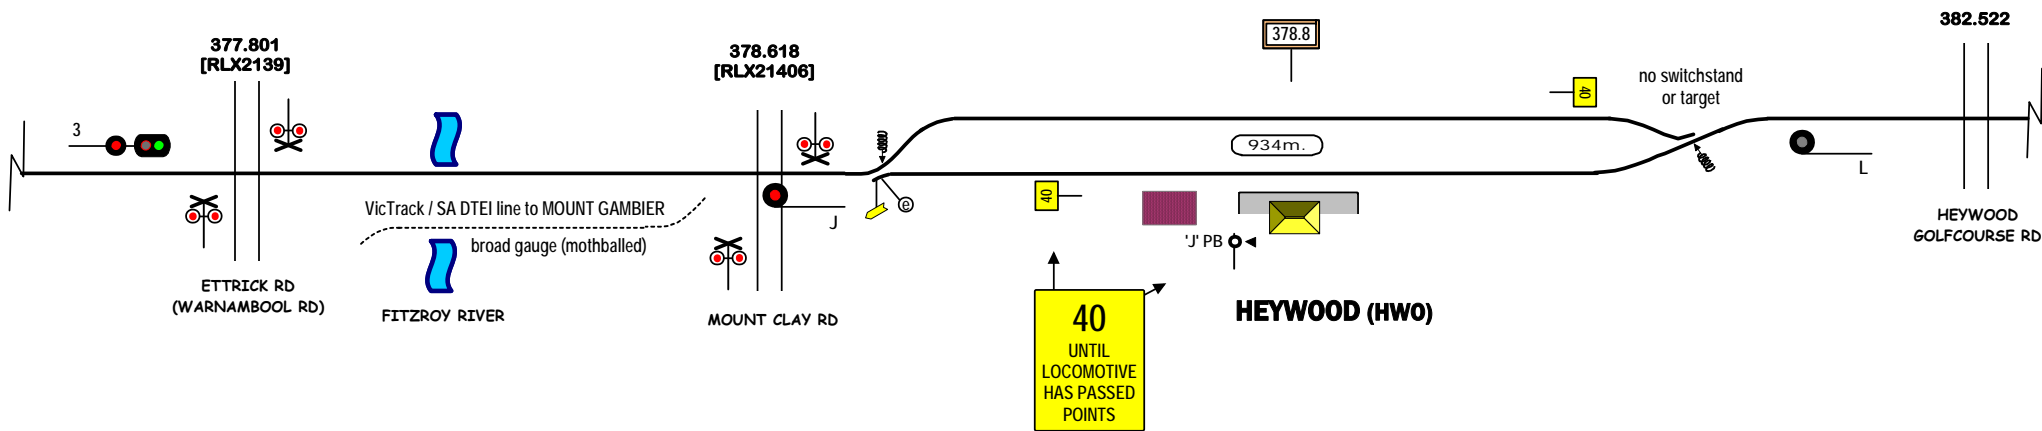 377.801
[RLX2139]
3
ETTRICK RD
(WARNAMBOOL RD)
VicTrack / SA DTEI line to MOUNT GAMBIER
broad gauge (mothballed)
FITZROY RIVER
378.618
[RLX21406]
J
MOUNT CLAY RD
e
40
40
UNTIL
LOCOMOTIVE
HAS PASSED
POINTS
378.8
934m.
'J' PB
HEYWOOD (HWO)
40
no switchstand
or target
L
382.522
HEYWOOD
GOLFCOURSE RD